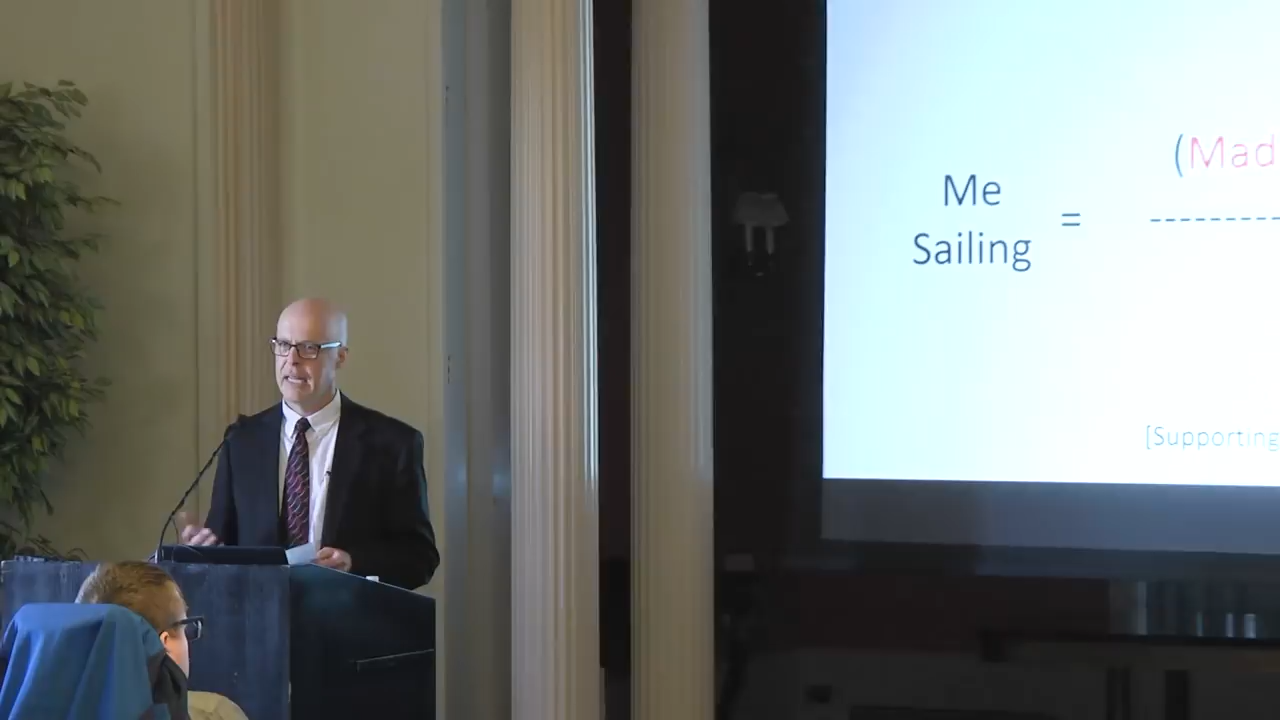 (Mad
Me
=
---------
Sailing
[Supporting